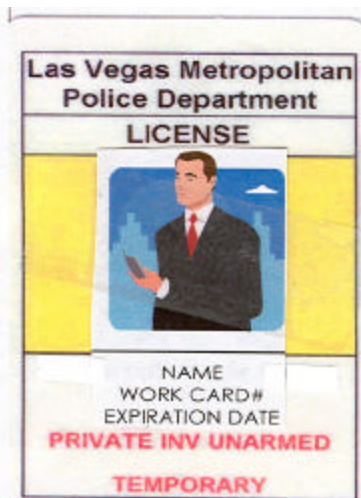 Las Vegas Metropolitan
Police Department
LICENSE
NAME
WORK CARD#
EXPIRATION DATE
PRIVATE INV UNARMED
TEMPORARY